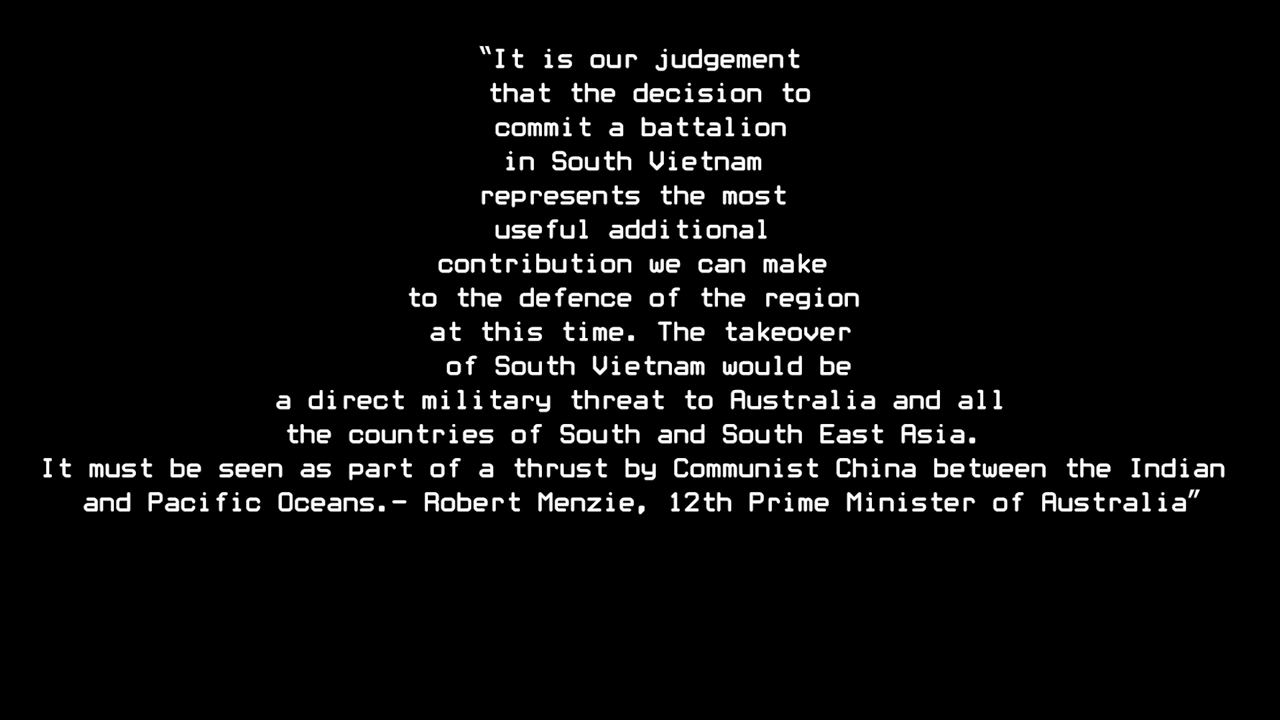 “It is our judgement
that the decision to
commit a battalion
in South Vietnam
represents the most
useful additional
contribution we can make
to the defence of the region
at this time. The takeover
of South Vietnam would be
a direct military threat to Australia and all
the countries of South and South East Asia.
It must be seen as part of a thrust by Communist China between the Indian
and Pacific Oceans.- Robert Menzie, 12th Prime Minister of Australia”